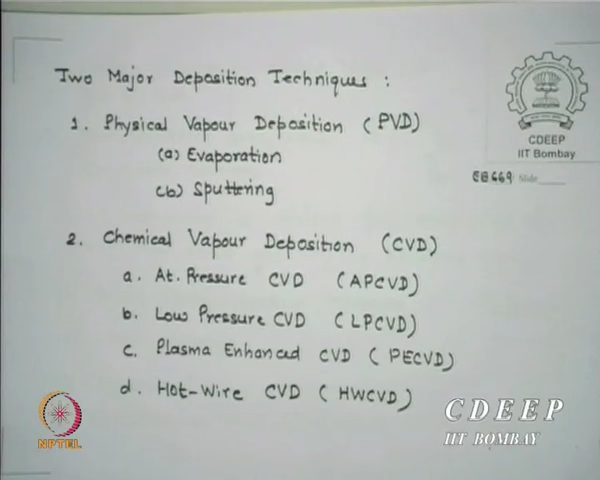 Two Major Deposition Techniques :
1. Physical Vapour Deposition (PVD)
(a) Evaporation
(b) Sputtering
CDEEP
IIT Bombay
EE 669 / Slide
2. Chemical Vapour Deposition (CVD)
a. At. Pressure CVD (APCVD)
b. Low Pressure CVD (LPCVD)
c. Plasma Enhanced CVD (PECVD)
d. Hot-Wire CVD (HWCVD)
NPTEL
CDEEP
IIT BOMBAY